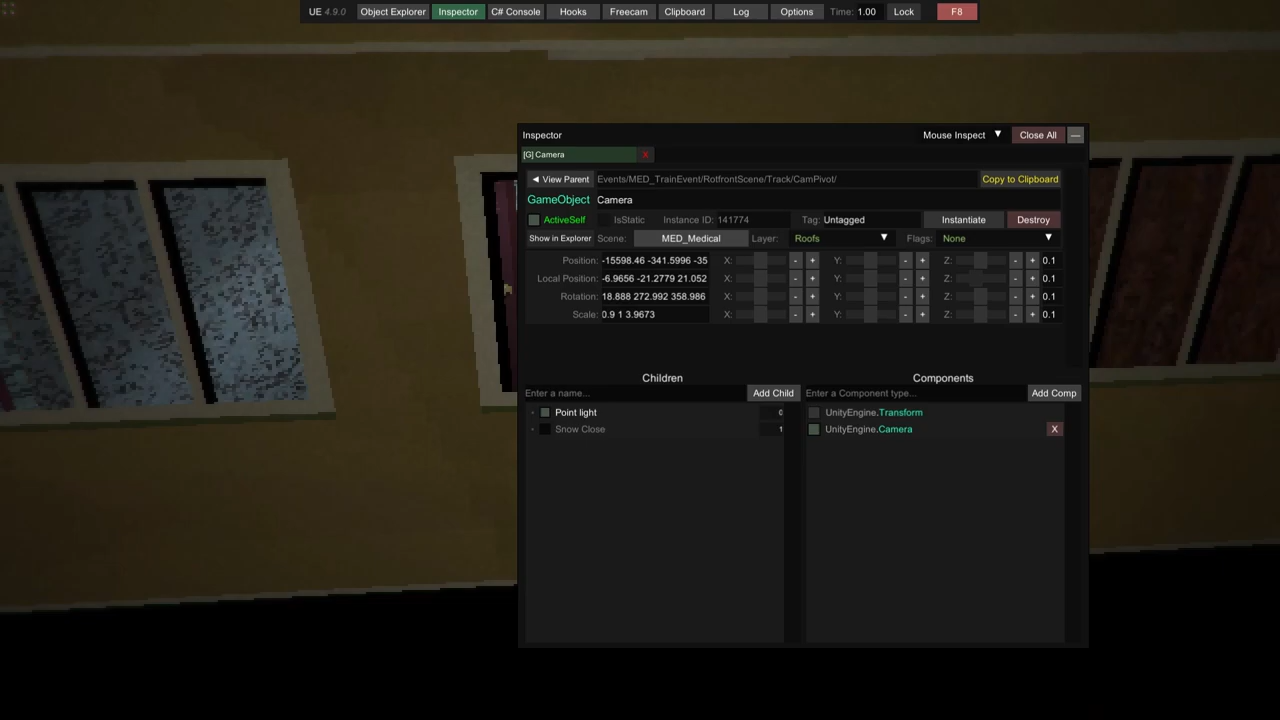 UE 4.9.0 Object Explorer Inspector C# Console Hooks Freecam Clipboard Log Options Time: 1.00 Lock F8
Inspector Mouse Inspect ▼ Close All —
[G] Camera X
◄ View Parent Events/MED_TrainEvent/RotfrontScene/Track/CamPivot/ Copy to Clipboard
GameObject Camera
ActiveSelf IsStatic Instance ID: 141774 Tag: Untagged Instantiate Destroy
Show in Explorer Scene: MED_Medical Layer: Roofs ▼ Flags: None ▼
Position: -15598.46 -341.5996 -35 X: - + Y: - + Z: - + 0.1
Local Position: -6.9656 -21.2779 21.052 X: - + Y: - + Z: - + 0.1
Rotation: 18.888 272.992 358.986 X: - + Y: - + Z: - + 0.1
Scale: 0.9 1 3.9673 X: - + Y: - + Z: - + 0.1
Children Components
Enter a name... Add Child Enter a Component type... Add Comp
Point light UnityEngine.Transform
Snow Close 1 UnityEngine.Camera X